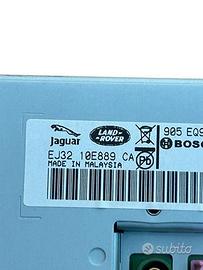 LAND
ROVER
Jaguar
905 EQ9
BOSC
EJ32 10E889 CA
MADE IN MALAYSIA
Pb
subito